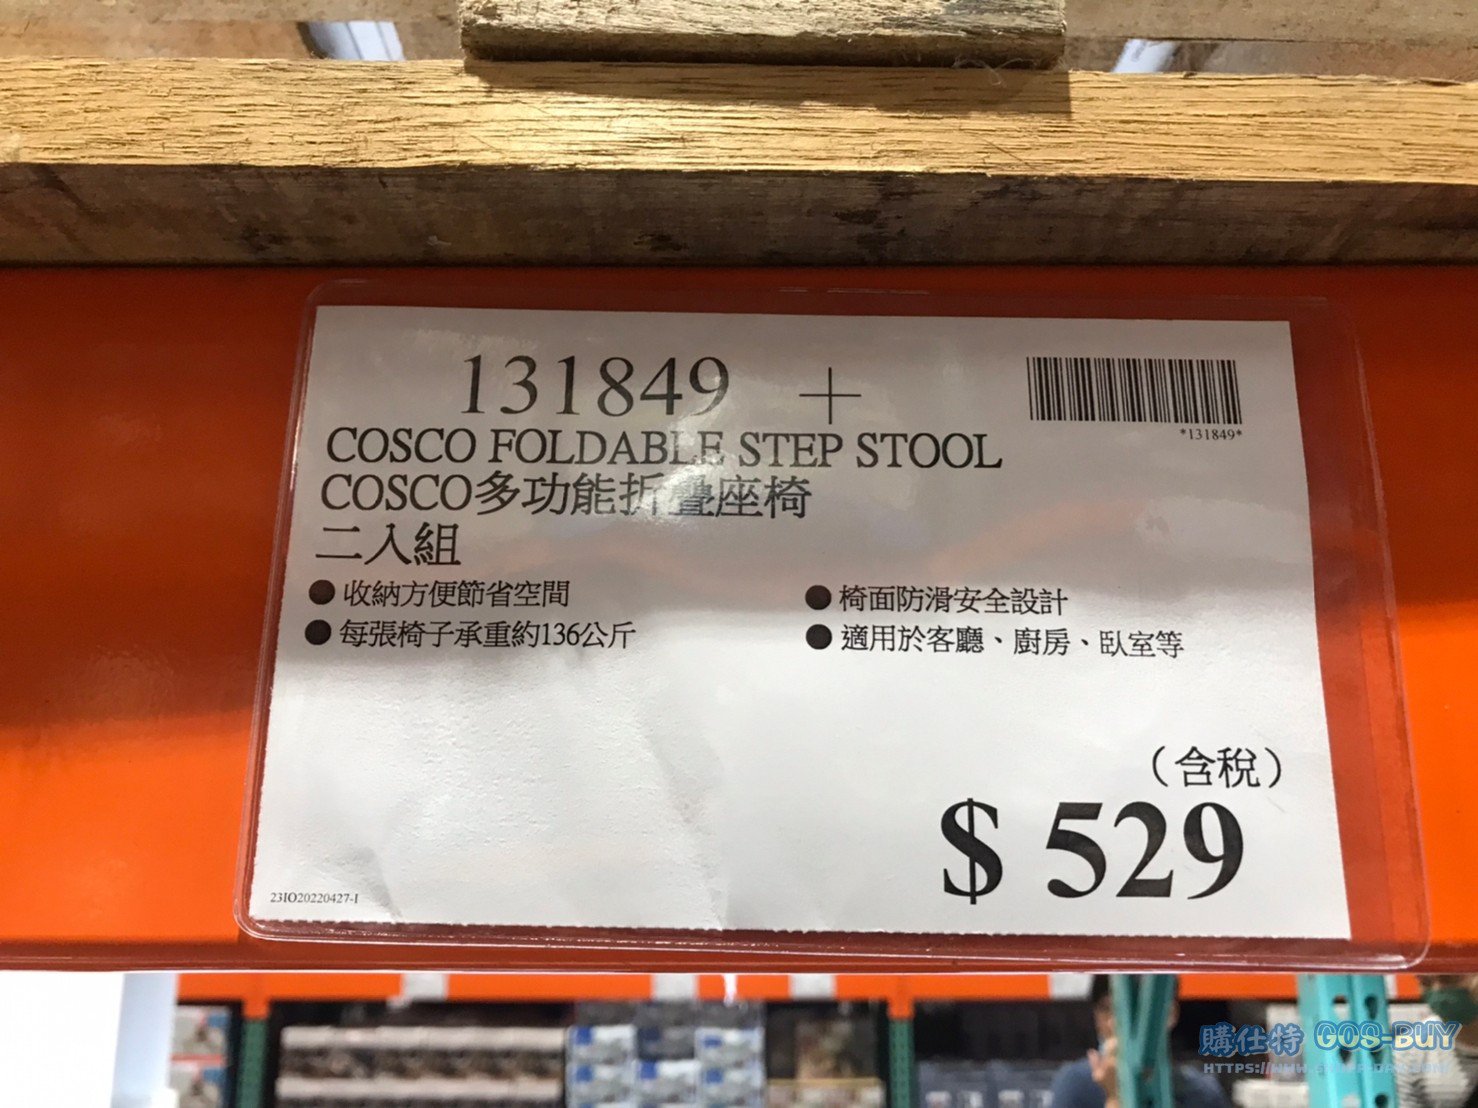 131849 +
*131849*
COSCO FOLDABLE STEP STOOL
COSCO多功能折疊座椅
二入組
●收納方便節省空間
●椅面防滑安全設計
●每張椅子承重約136公斤
●適用於客廳、廚房、臥室等
(含稅)
$ 529
23IO20220427-I
購仕特 GOS-BUY